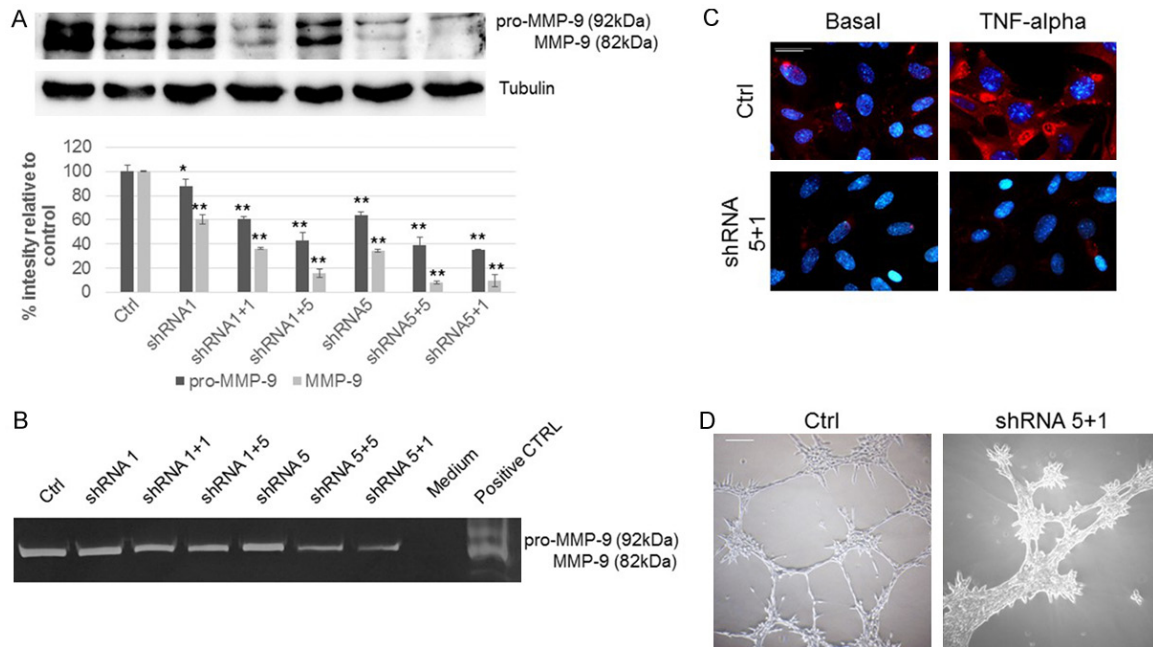 A
pro-MMP-9 (92kDa)
MMP-9 (82kDa)
Tubulin
% intesity relative to
control
120
100
80
60
40
20
0
*
**
**
**
**
**
**
**
**
**
**
**
Ctrl
shRNA1
shRNA1+1
shRNA1+5
shRNA5
shRNA5+5
shRNA5+1
pro-MMP-9 MMP-9
B
Ctrl
shRNA 1
shRNA 1+1
shRNA 1+5
shRNA 5
shRNA 5+5
shRNA 5+1
Medium
Positive CTRL
pro-MMP-9 (92kDa)
MMP-9 (82kDa)
C
Basal TNF-alpha
Ctrl
shRNA
5+1
D
Ctrl shRNA 5+1